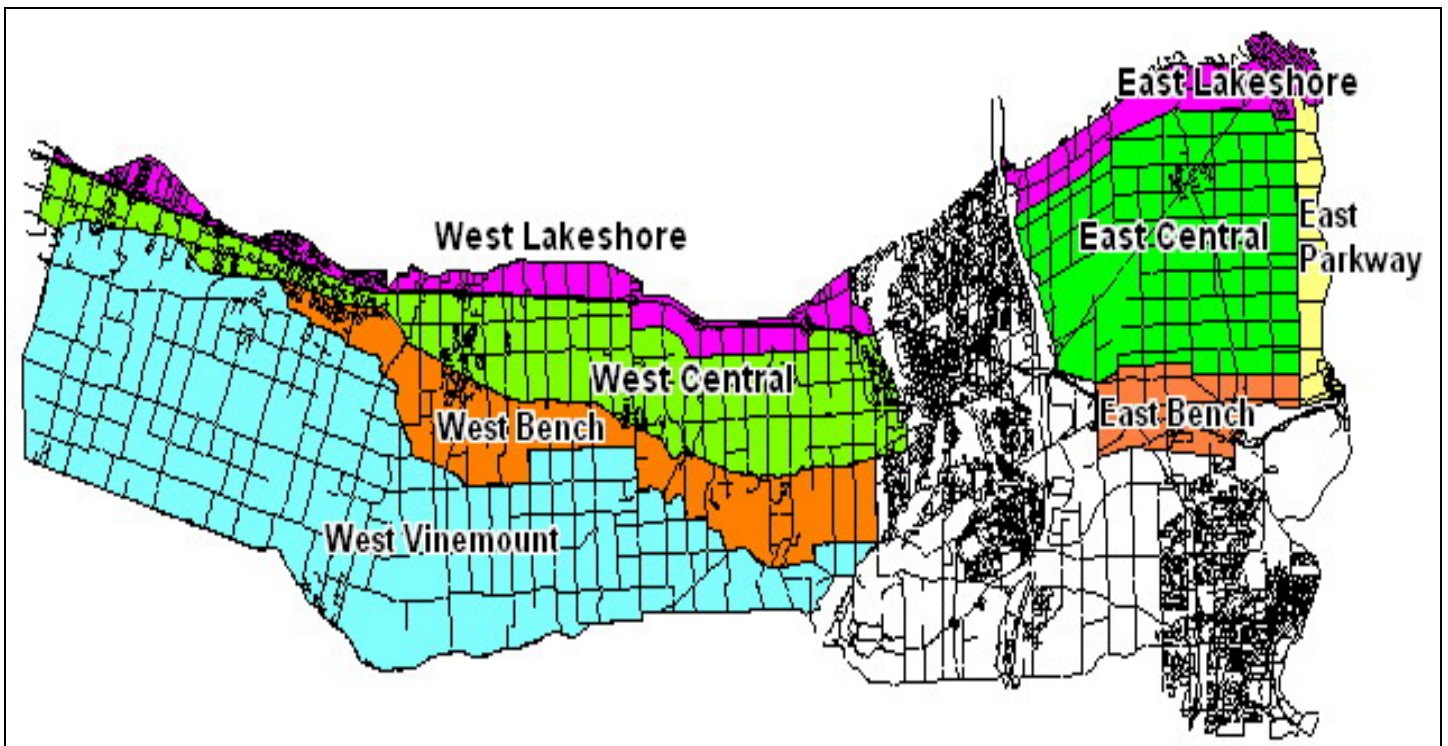 East Lakeshore
East
Parkway
West Lakeshore
East Central
West Central
East Bench
West Bench
West Vinemount